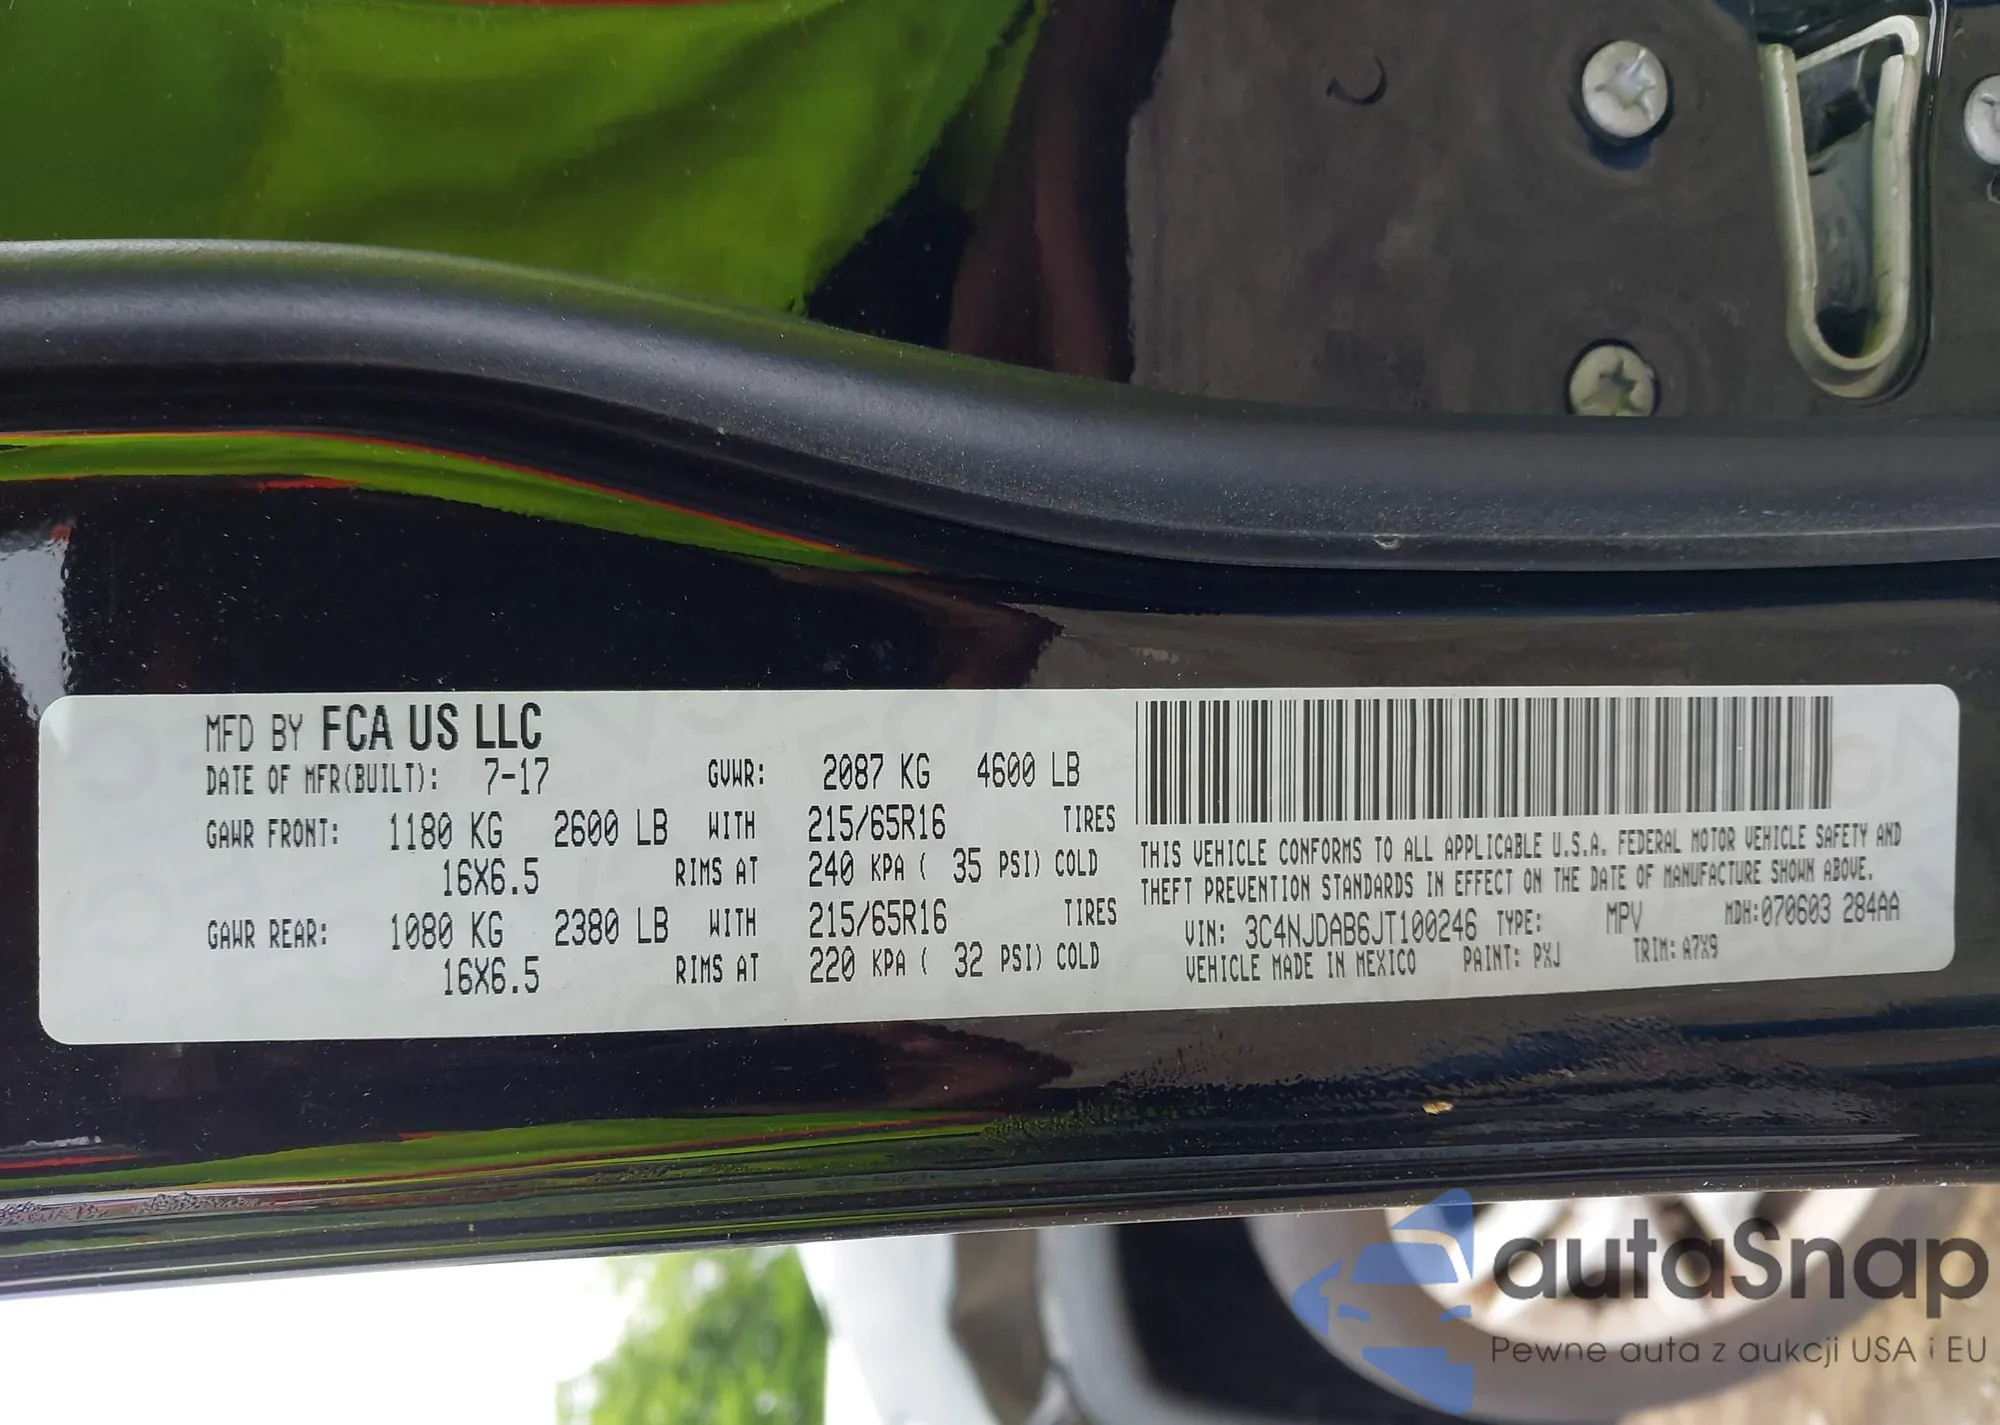 MFD BY FCA US LLC
DATE OF MFR(BUILT): 7-17 GVWR: 2087 KG 4600 LB
GAWR FRONT: 1180 KG 2600 LB WITH 215/65R16 TIRES
16X6.5 RIMS AT 240 KPA ( 35 PSI) COLD
GAWR REAR: 1080 KG 2380 LB WITH 215/65R16 TIRES
16X6.5 RIMS AT 220 KPA ( 32 PSI) COLD
THIS VEHICLE CONFORMS TO ALL APPLICABLE U.S.A. FEDERAL MOTOR VEHICLE SAFETY AND
THEFT PREVENTION STANDARDS IN EFFECT ON THE DATE OF MANUFACTURE SHOWN ABOVE.
VIN: 3C4NJDAB6JT100246 TYPE: MPV MDH:070603 284AA
VEHICLE MADE IN MEXICO PAINT: PXJ TRIM: A7X9
autaSnap
Pewne auta z aukcji USA i EU